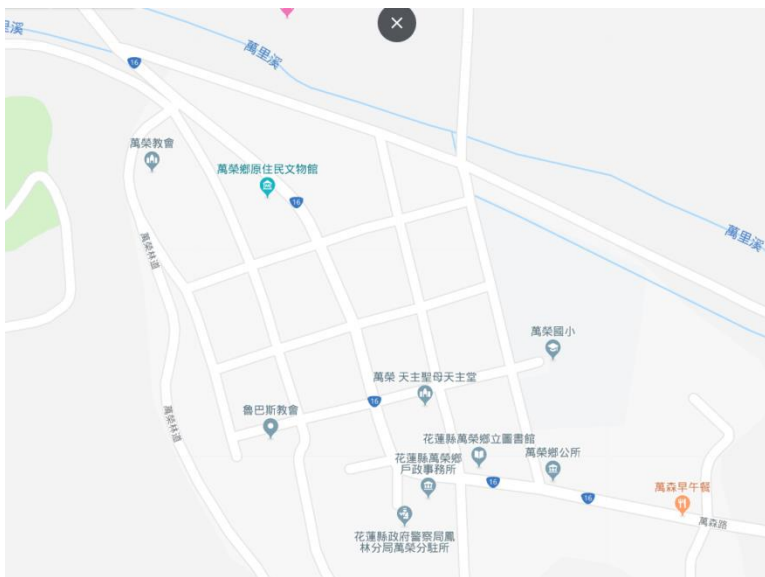 里溪
萬里溪
16
萬榮教會
萬榮鄉原住民文物館
16
萬里溪
萬榮林道
萬榮國小
萬榮 天主聖母天主堂
16
魯巴斯教會
萬榮林道
花蓮縣萬榮鄉立圖書館
花蓮縣萬榮鄉
戶政事務所
萬榮鄉公所
16
16
萬森早午餐
萬森路
花蓮縣政府警察局鳳
林分局萬榮分駐所